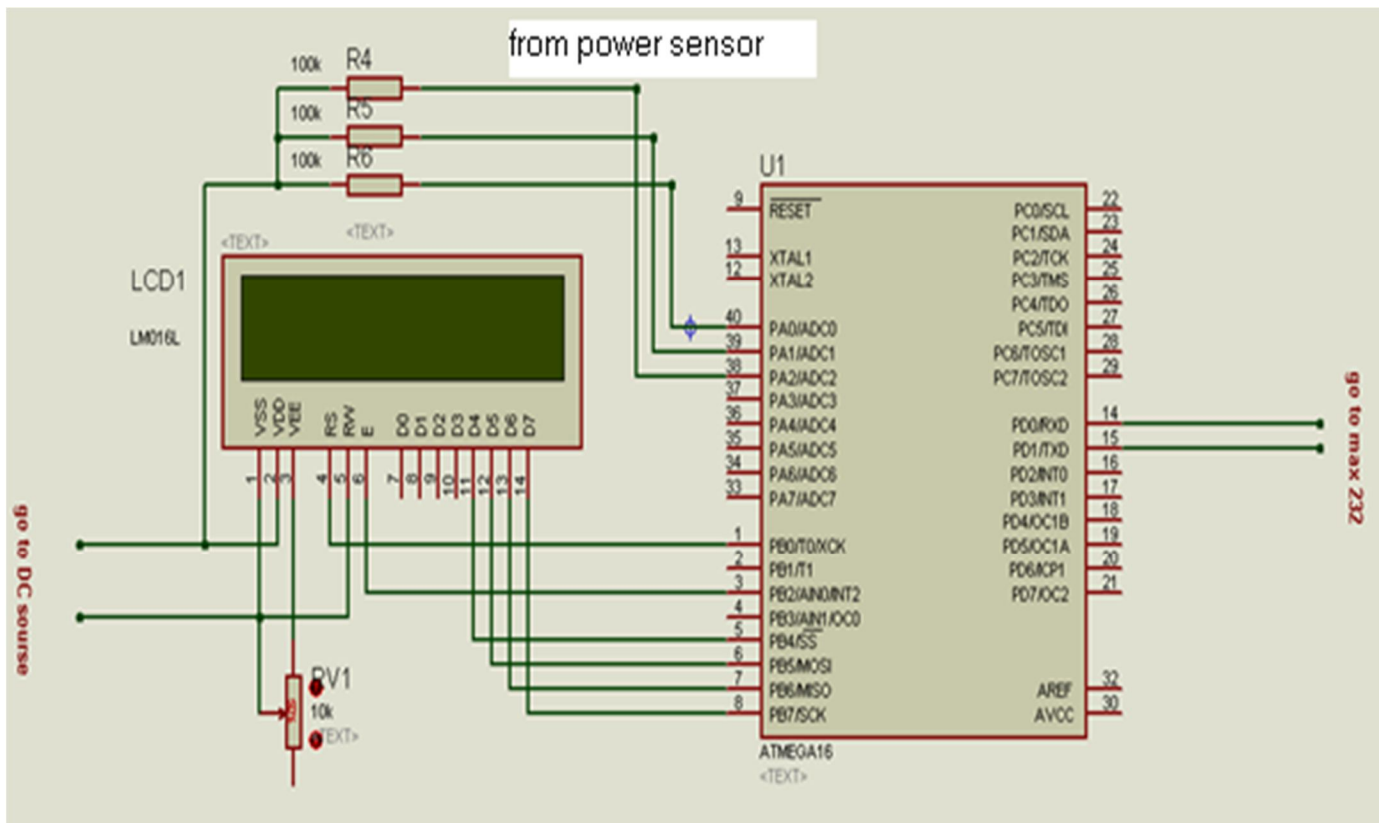 from power sensor
R4
100k
R5
100k
R6
100k
<TEXT>
<TEXT>
LCD1
LM016L
VSS
VDD
VEE
RS
RW
E
D0
D1
D2
D3
D4
D5
D6
D7
1
2
3
4
5
6
7
8
9
10
11
12
13
14
go to DC sourse
RV1
10k
TEXT>
U1
9 RESET
13 XTAL1
12 XTAL2
40 PA0/ADC0
39 PA1/ADC1
38 PA2/ADC2
37 PA3/ADC3
36 PA4/ADC4
35 PA5/ADC5
34 PA6/ADC6
33 PA7/ADC7
1 PB0/T0/XCK
2 PB1/T1
3 PB2/AIN0/INT2
4 PB3/AIN1/OC0
5 PB4/SS
6 PB5/MOSI
7 PB6/MISO
8 PB7/SCK
PC0/SCL 22
PC1/SDA 23
PC2/TCK 24
PC3/TMS 25
PC4/TDO 26
PC5/TDI 27
PC6/TOSC1 28
PC7/TOSC2 29
PD0/RXD 14
PD1/TXD 15
PD2/INT0 16
PD3/INT1 17
PD4/OC1B 18
PD5/OC1A 19
PD6/ICP1 20
PD7/OC2 21
AREF 32
AVCC 30
ATMEGA16
<TEXT>
go to max 232